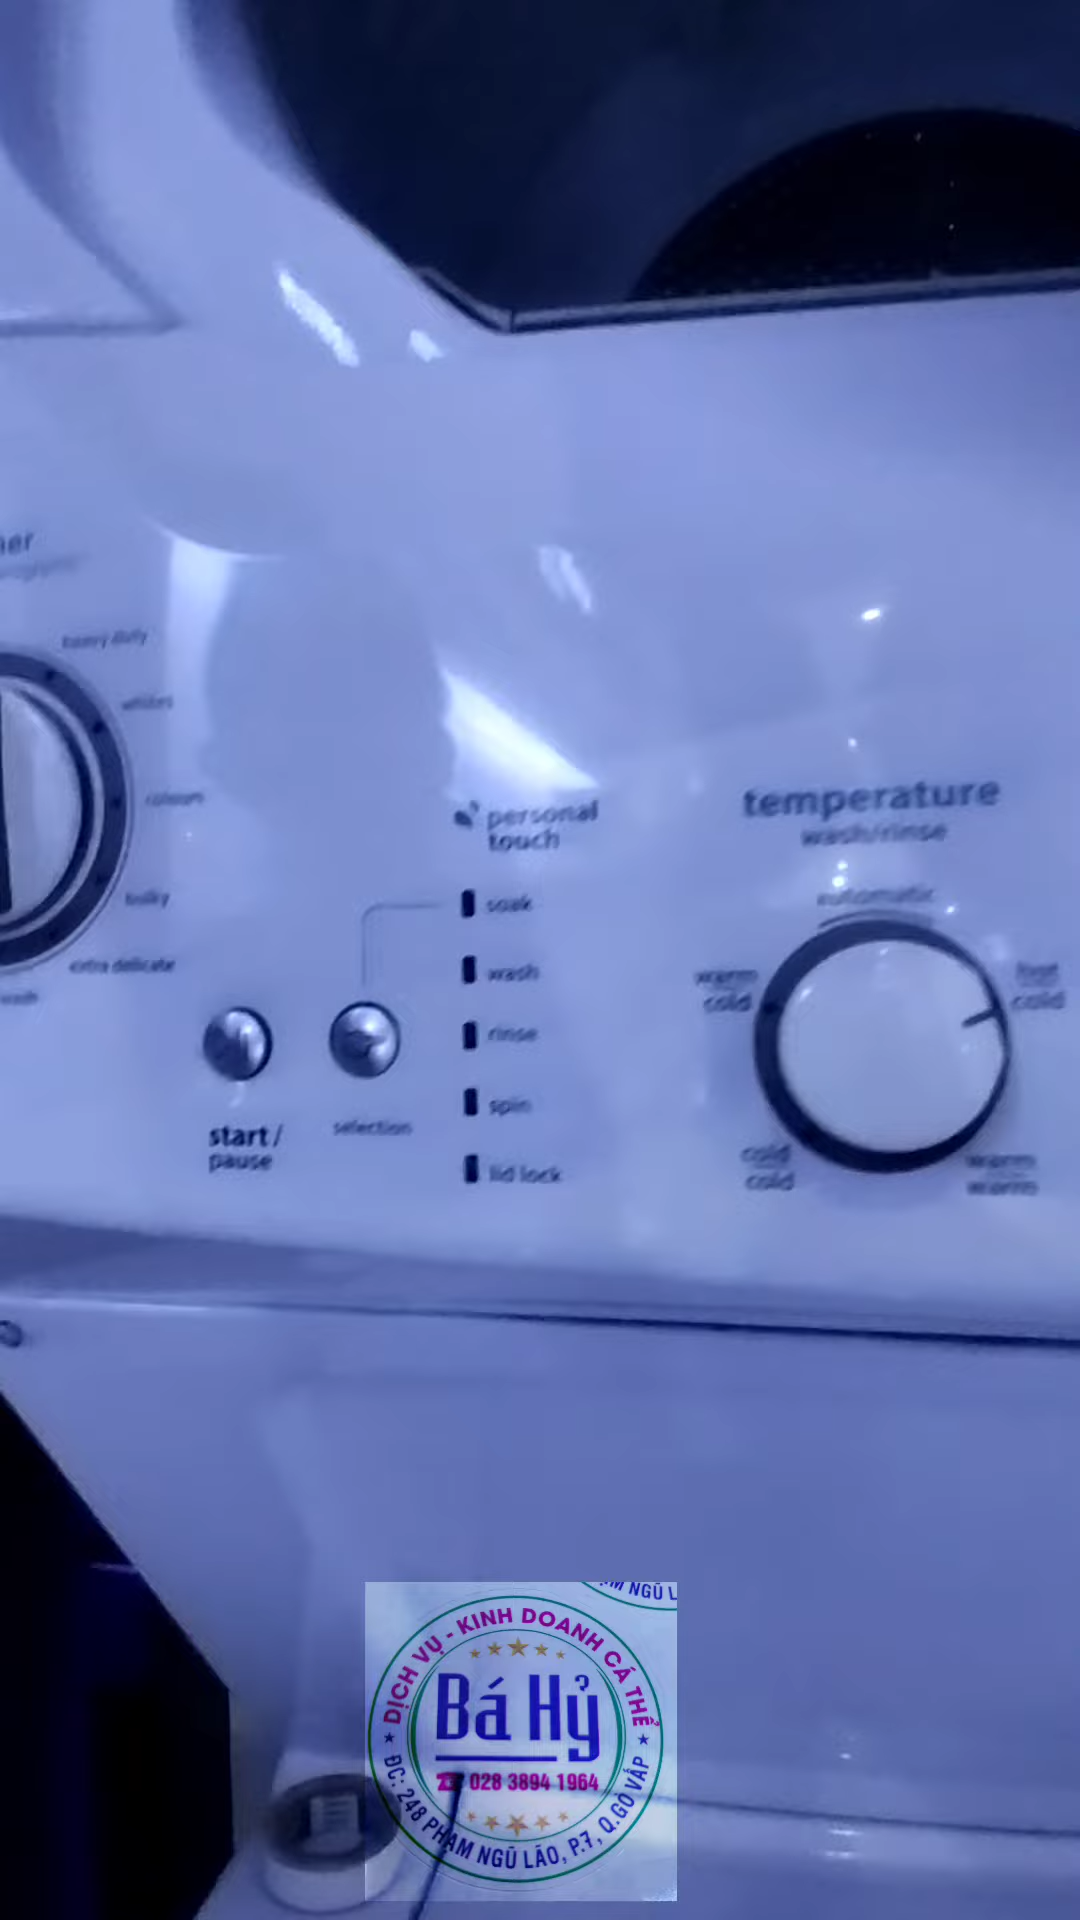 heavy duty
whites
colours
bulky
extra delicate
wash
start/
pause
selection
personal
touch
soak
wash
rinse
spin
lid lock
temperature
wash/rinse
automatic
warm
cold
hot
cold
cold
cold
warm
warm
DỊCH VỤ - KINH DOANH CÁ THỂ
Bá Hỷ
028 3894 1964
ĐC: 248 PHẠM NGŨ LÃO, P.7, Q.GÒ VẤP